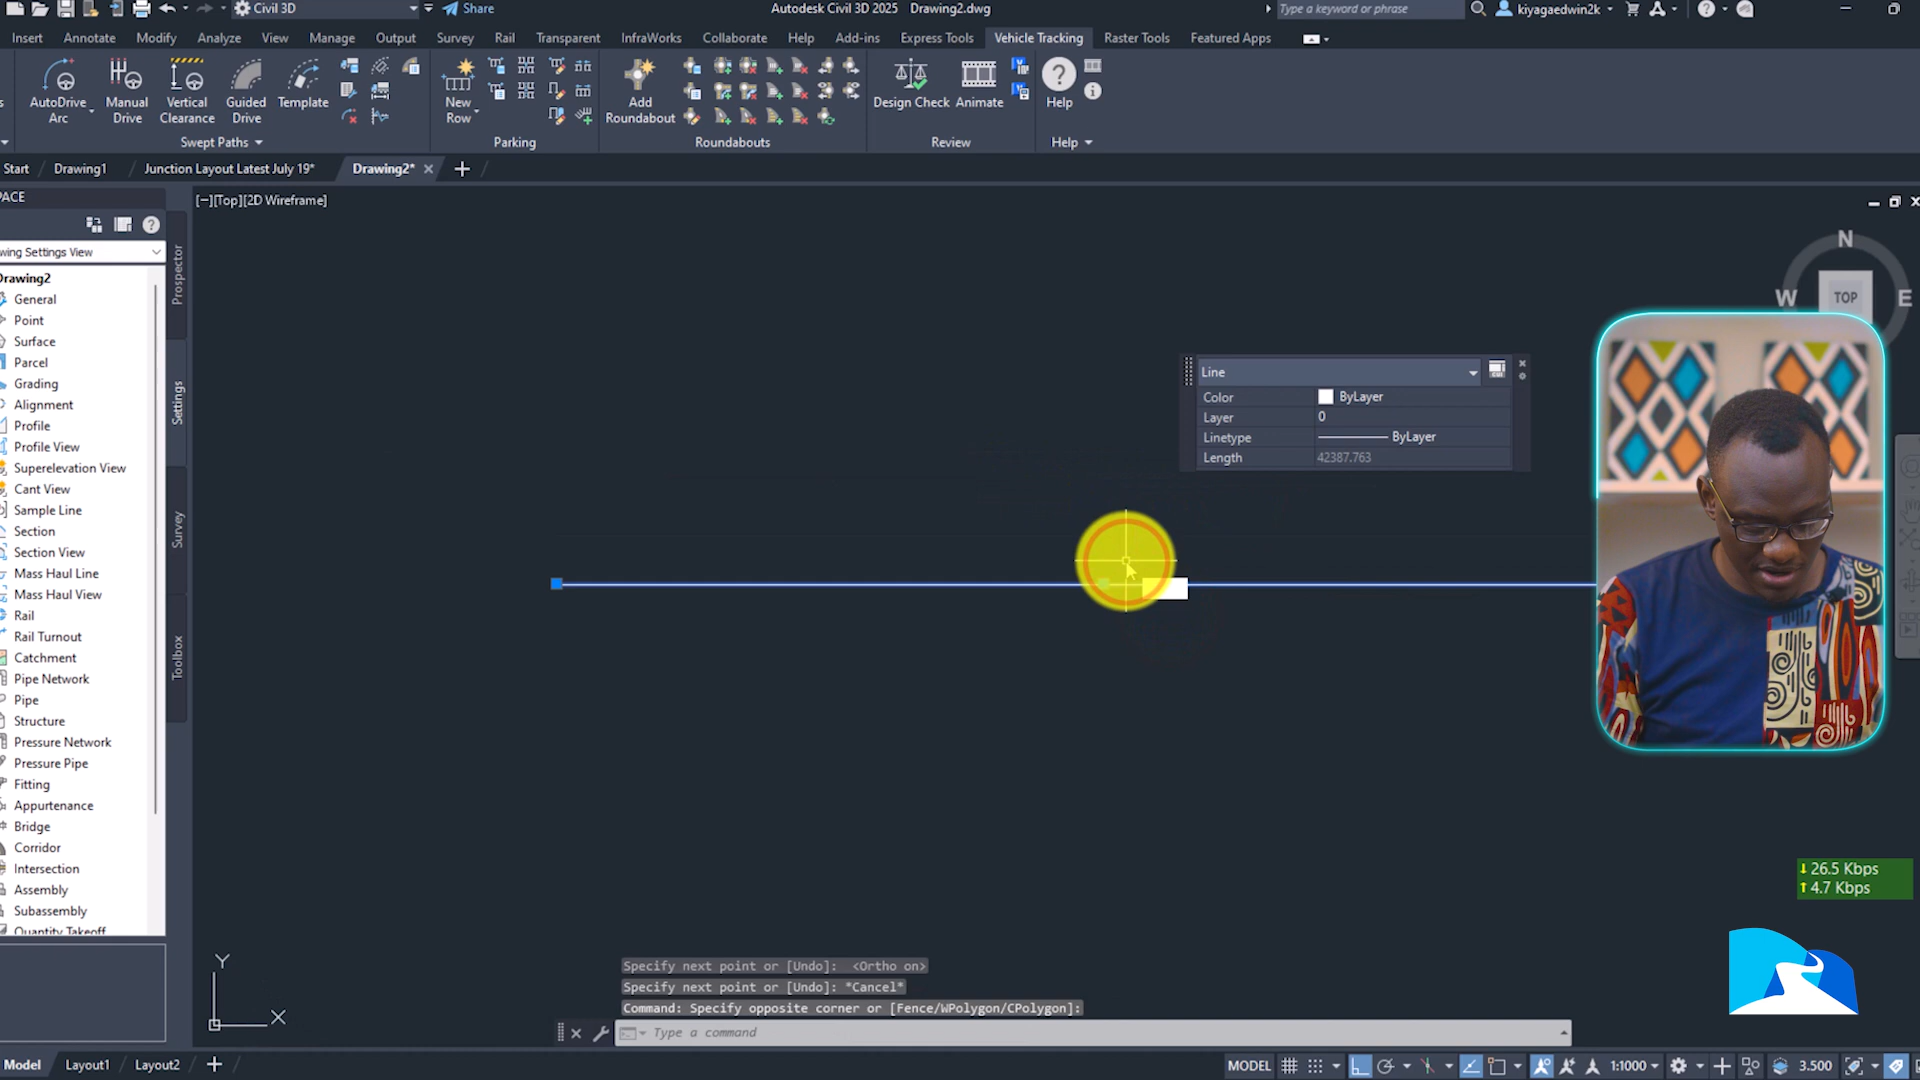 Civil 3D
Share
Autodesk Civil 3D 2025 Drawing2.dwg
Type a keyword or phrase
kiyagaedwin2k
Insert Annotate Modify Analyze View Manage Output Survey Rail Transparent InfraWorks Collaborate Help Add-ins Express Tools Vehicle Tracking Raster Tools Featured Apps
AutoDrive Arc
Manual Drive
Vertical Clearance
Guided Drive
Template
New Row
Add Roundabout
Design Check
Animate
Help
Swept Paths
Parking
Roundabouts
Review
Help
Start
Drawing1
Junction Layout Latest July 19*
Drawing2*
PACE
[−][Top][2D Wireframe]
wing Settings View
Drawing2
General
Point
Surface
Parcel
Grading
Alignment
Profile
Profile View
Superelevation View
Cant View
Sample Line
Section
Section View
Mass Haul Line
Mass Haul View
Rail
Rail Turnout
Catchment
Pipe Network
Pipe
Structure
Pressure Network
Pressure Pipe
Fitting
Appurtenance
Bridge
Corridor
Intersection
Assembly
Subassembly
Quantity Takeoff
Prospector
Settings
Survey
Toolbox
N
W
TOP
E
Line
Color ByLayer
Layer 0
Linetype ByLayer
Length 42387.763
26.5 Kbps
4.7 Kbps
Y
X
Specify next point or [Undo]: <Ortho on>
Specify next point or [Undo]: *Cancel*
Command: Specify opposite corner or [Fence/WPolygon/CPolygon]:
Type a command
Model Layout1 Layout2
MODEL
1:1000
3.500